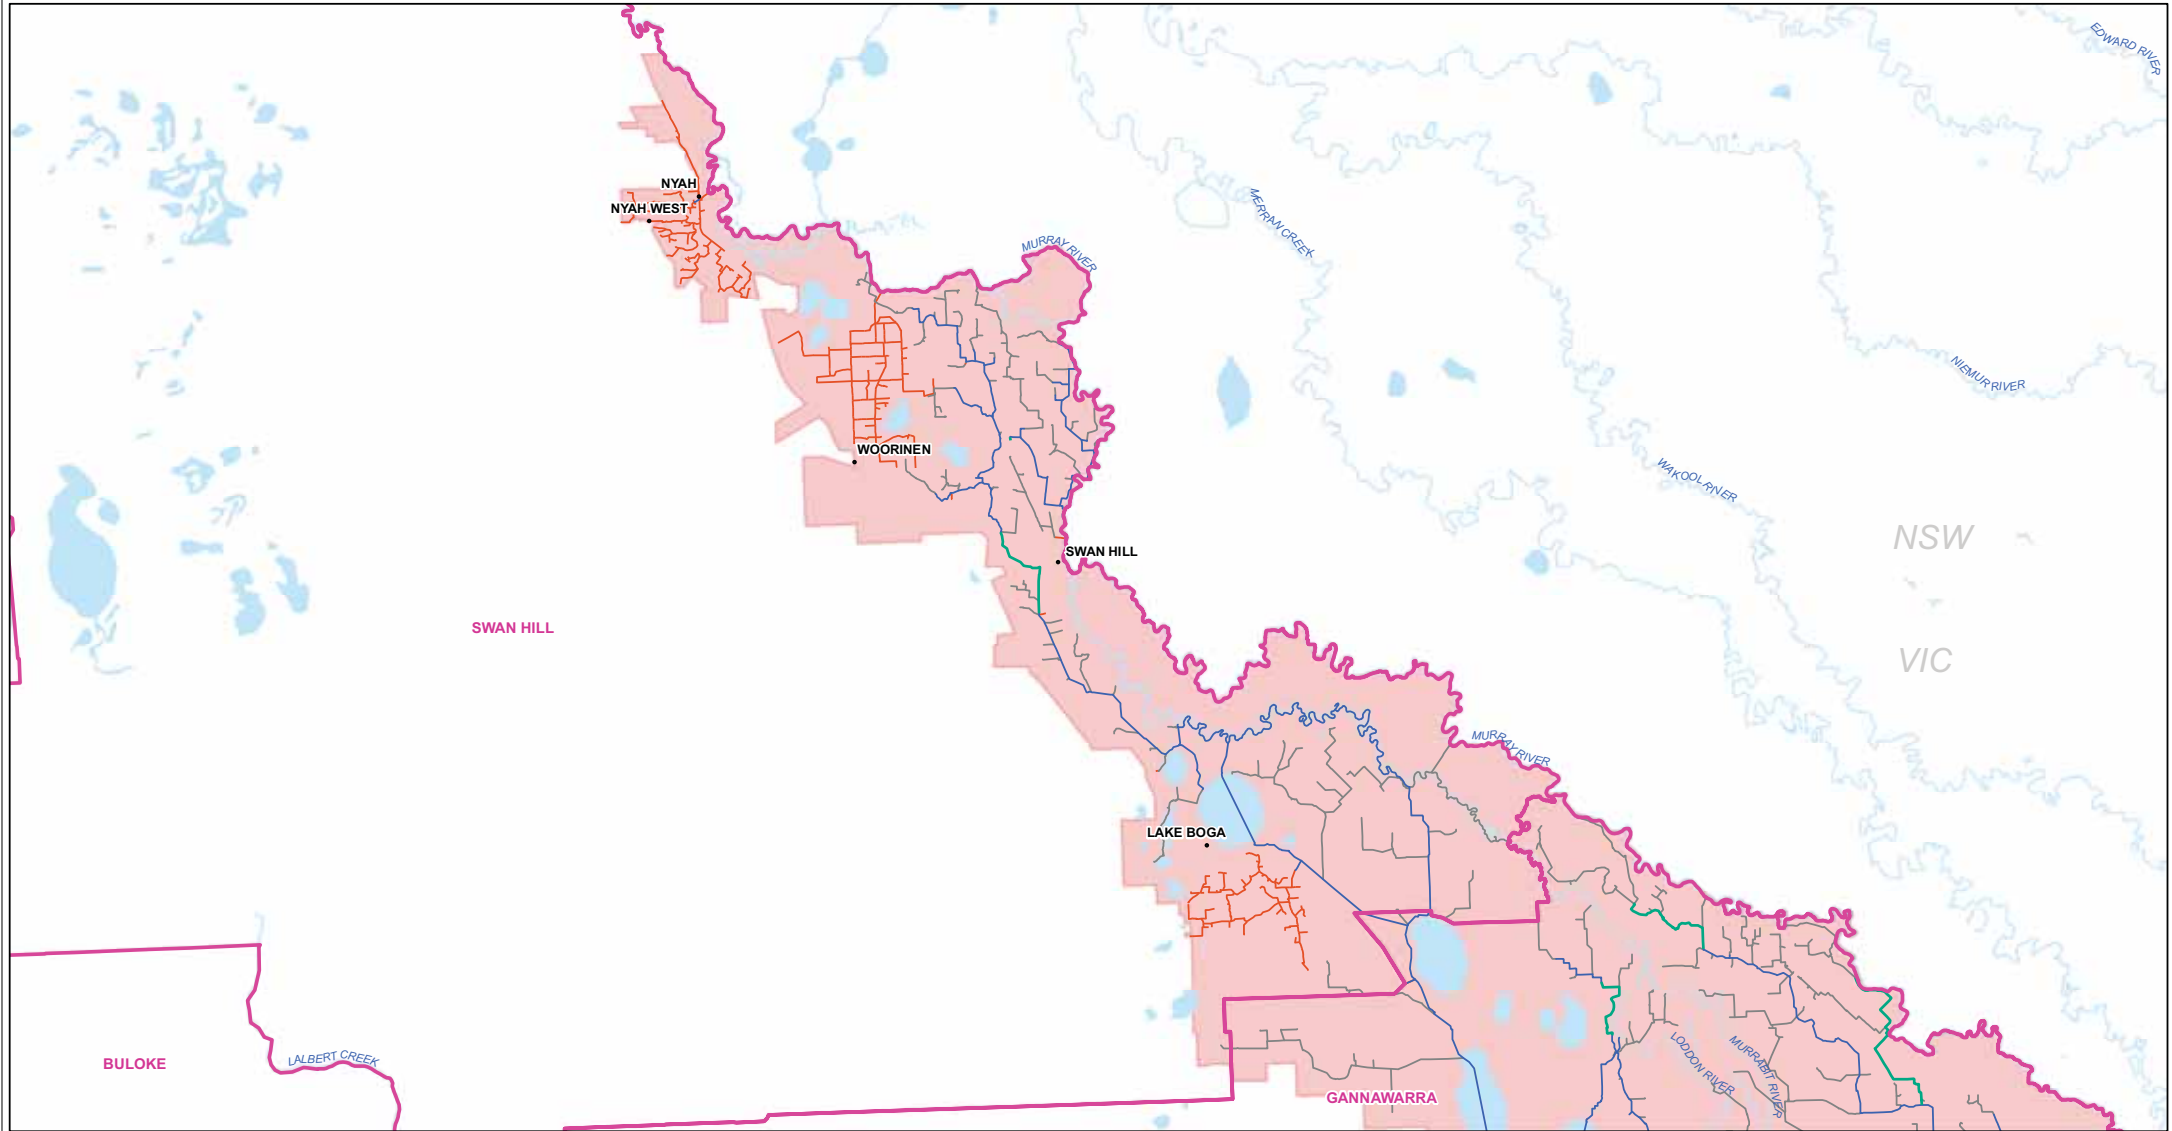 EDWARD RIVER
NYAH
NYAH WEST
MERRAN CREEK
MURRAY RIVER
NIEMUR RIVER
WOORINEN
WAKOOL RIVER
NSW
SWAN HILL
SWAN HILL
VIC
MURRAY RIVER
LAKE BOGA
LODDON RIVER
MURRABIT RIVER
LALBERT CREEK
BULOKE
GANNAWARRA